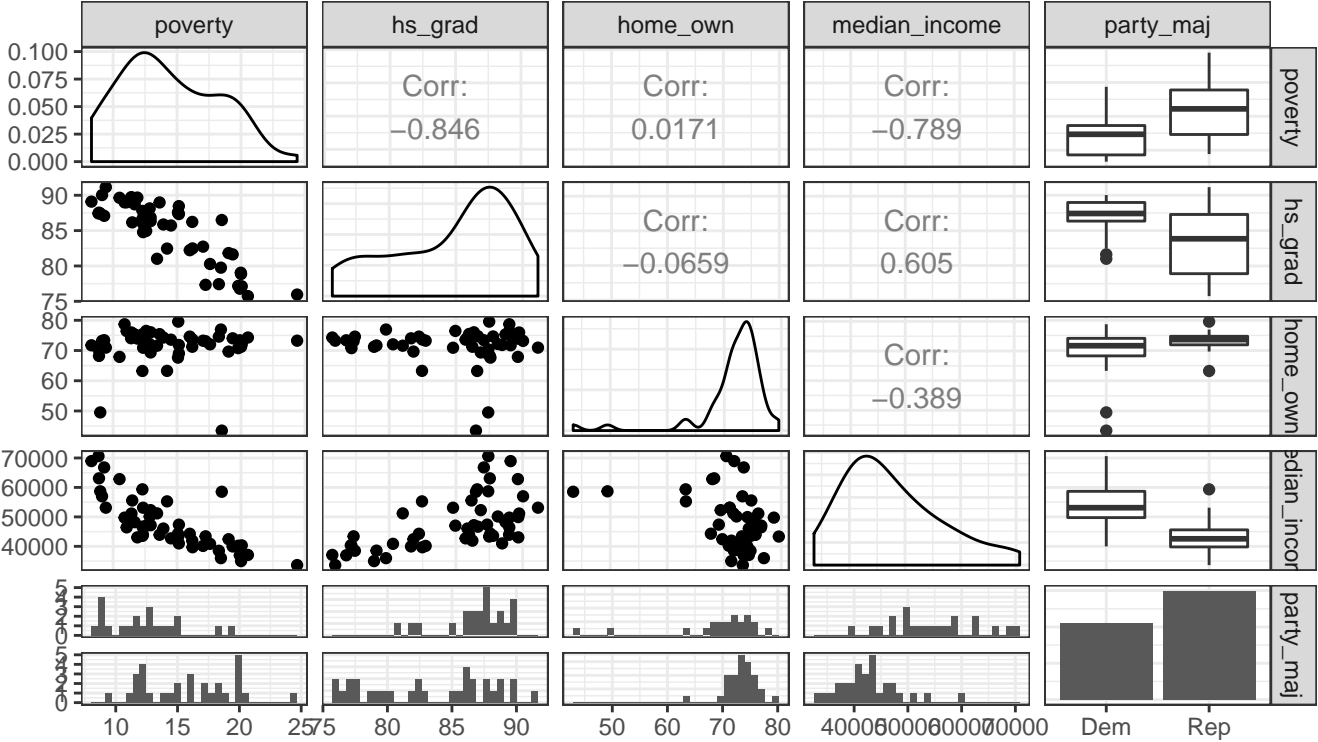 poverty
hs_grad
home_own
median_income
party_maj
0.100
0.075
0.050
0.025
0.000
Corr:
−0.846
Corr:
0.0171
Corr:
−0.789
poverty
90
85
80
75
Corr:
−0.0659
Corr:
0.605
hs_grad
80
70
60
50
Corr:
−0.389
home_own
70000
60000
50000
40000
edian_incor
5
4
3
2
1
0
5
4
3
2
1
0
party_maj
10 15 20 25 75 80 85 90 50 60 70 80 40000 50000 60000 70000 Dem Rep